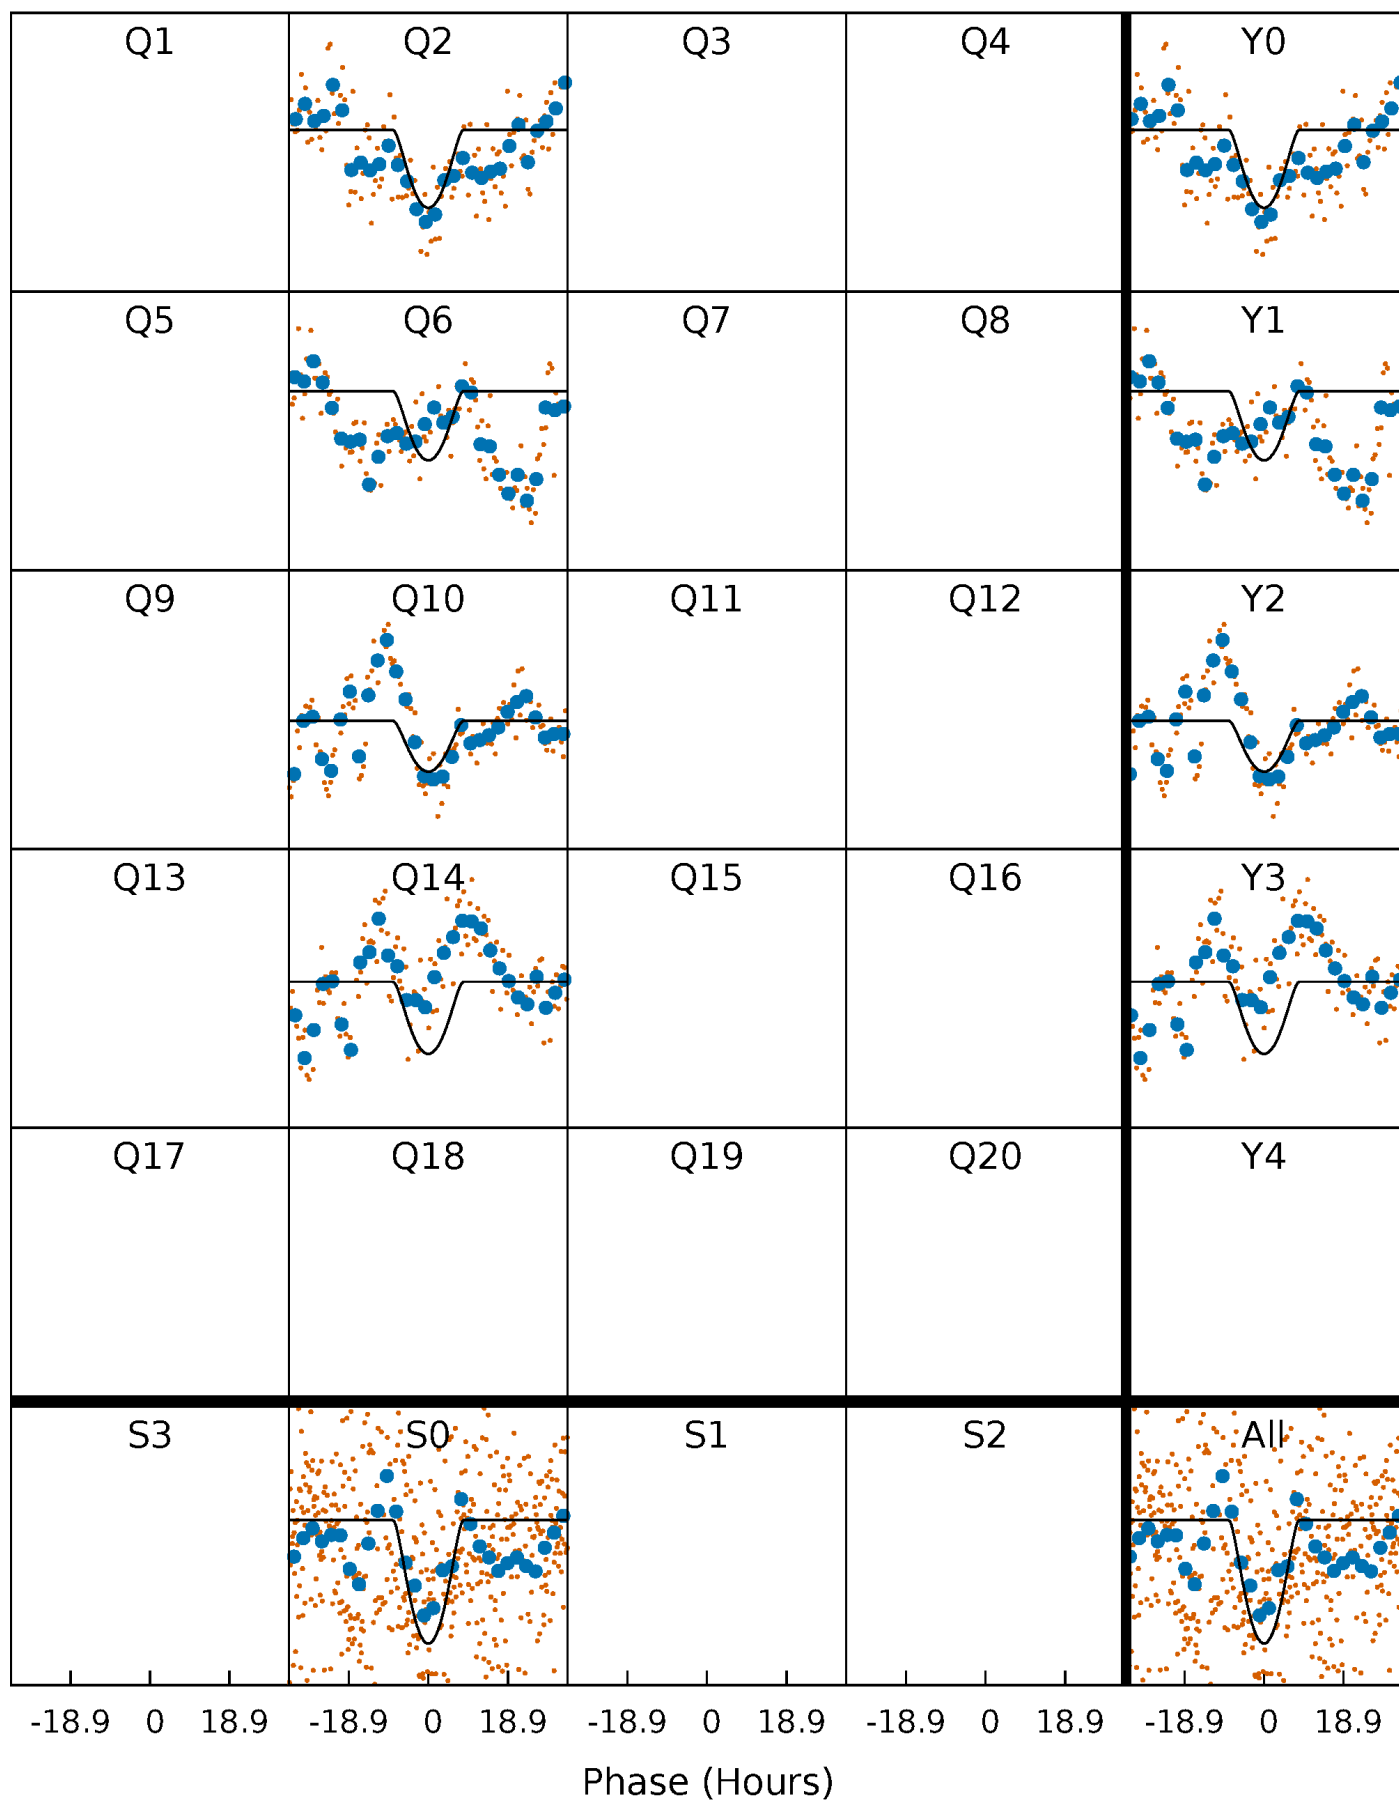 Q1 Q2 Q3 Q4 Y0
Q5 Q6 Q7 Q8 Y1
Q9 Q10 Q11 Q12 Y2
Q13 Q14 Q15 Q16 Y3
Q17 Q18 Q19 Q20 Y4
S3 S0 S1 S2 All
-18.9 0 18.9 -18.9 0 18.9 -18.9 0 18.9 -18.9 0 18.9 -18.9 0 18.9
Phase (Hours)